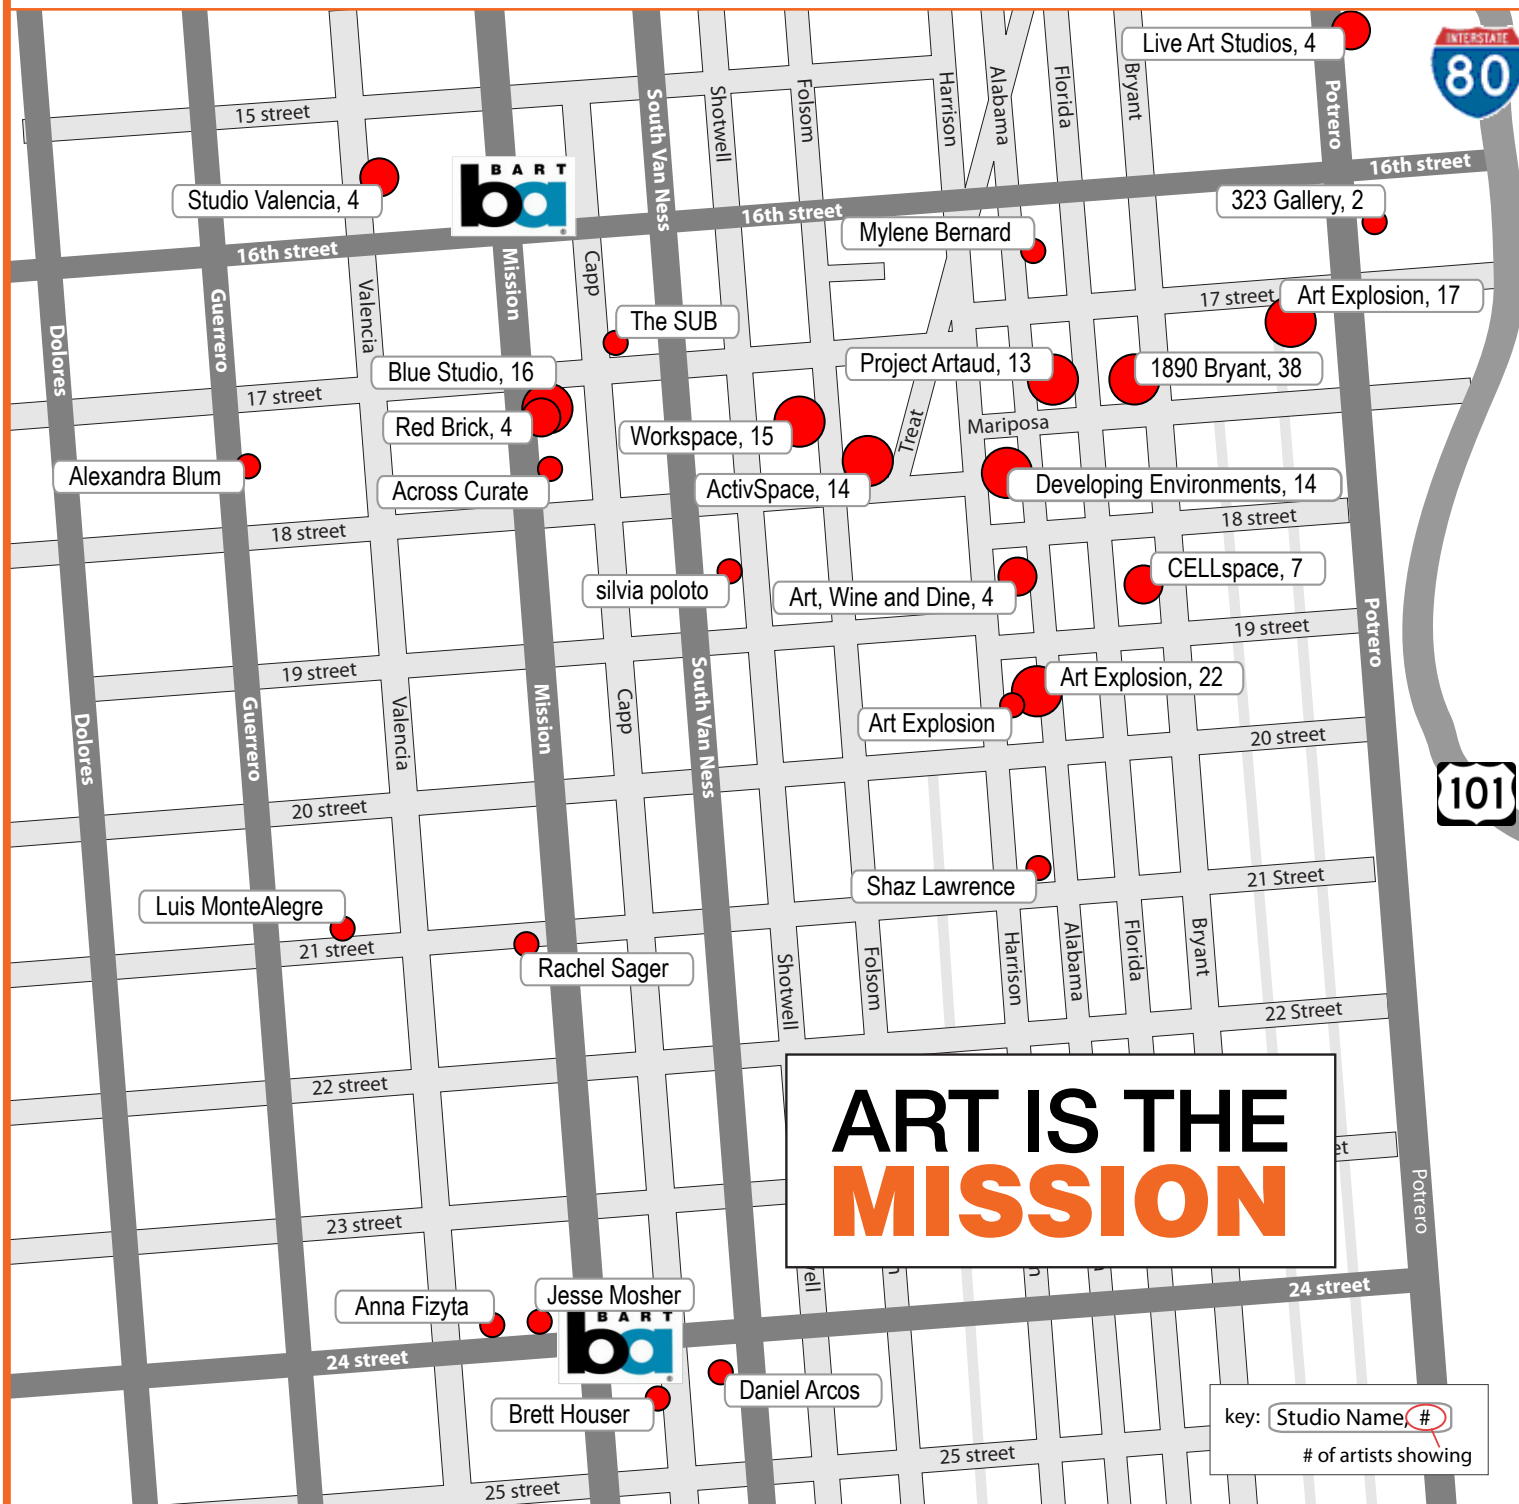 Live Art Studios, 4
INTERSTATE
80
15 street
South Van Ness
Shotwell
Folsom
Harrison
Alabama
Florida
Bryant
Potrero
BART
ba
Studio Valencia, 4
16th street
16th street
16th street
323 Gallery, 2
Mylene Bernard
Mission
Capp
Valencia
Guerrero
Dolores
17 street
Art Explosion, 17
The SUB
Blue Studio, 16
Project Artaud, 13
1890 Bryant, 38
17 street
Red Brick, 4
Workspace, 15
Treat
Mariposa
Alexandra Blum
Across Curate
ActivSpace, 14
Developing Environments, 14
18 street
18 street
silvia poloto
Art, Wine and Dine, 4
CELLspace, 7
19 street
Potrero
19 street
South Van Ness
Art Explosion, 22
Art Explosion
Dolores
Guerrero
Valencia
Mission
Capp
20 street
20 street
101
Shaz Lawrence
21 Street
Luis MonteAlegre
21 street
Rachel Sager
Shotwell
Folsom
Harrison
Alabama
Florida
Bryant
22 Street
22 street
ART IS THE
MISSION
Potrero
23 street
24 street
Anna Fizyta
Jesse Mosher
BART
ba
24 street
Daniel Arcos
Brett Houser
key: Studio Name, #
# of artists showing
25 street
25 street